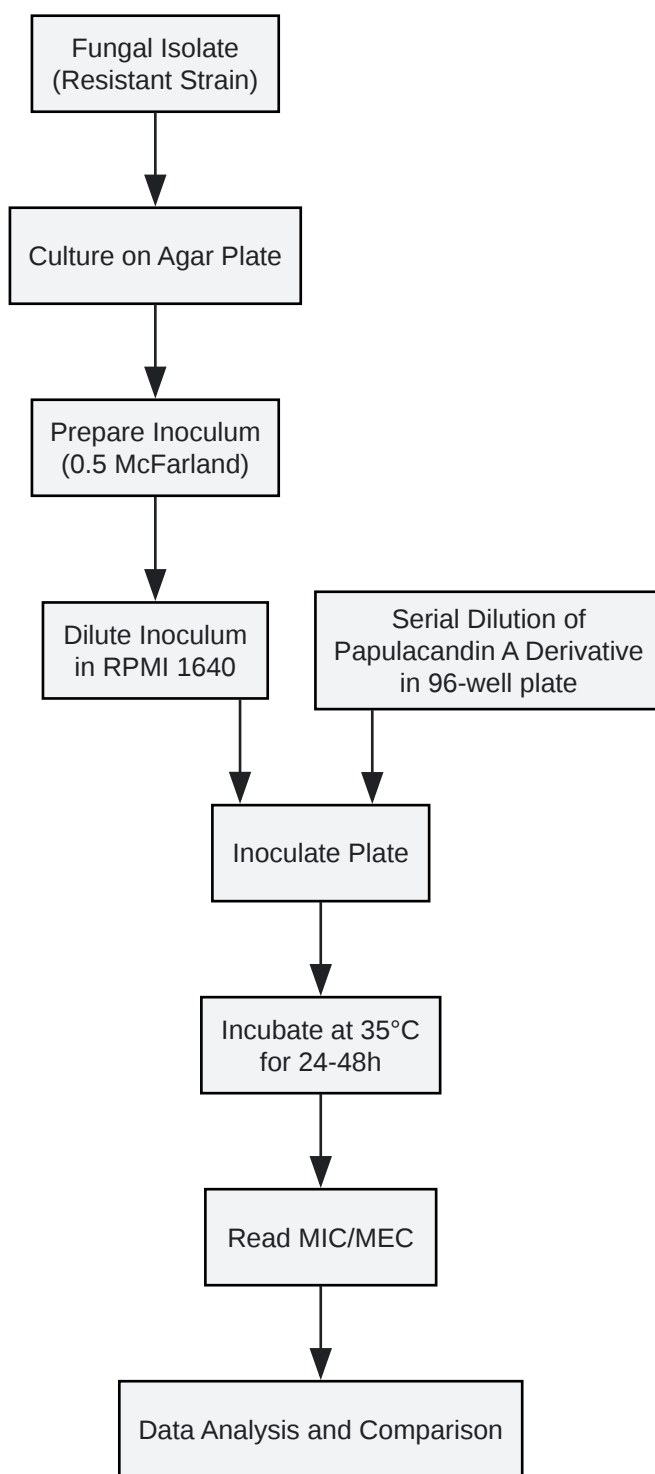 Fungal Isolate
(Resistant Strain)
Culture on Agar Plate
Prepare Inoculum
(0.5 McFarland)
Dilute Inoculum
in RPMI 1640
Serial Dilution of
Papulacandin A Derivative
in 96-well plate
Inoculate Plate
Incubate at 35°C
for 24-48h
Read MIC/MEC
Data Analysis and Comparison